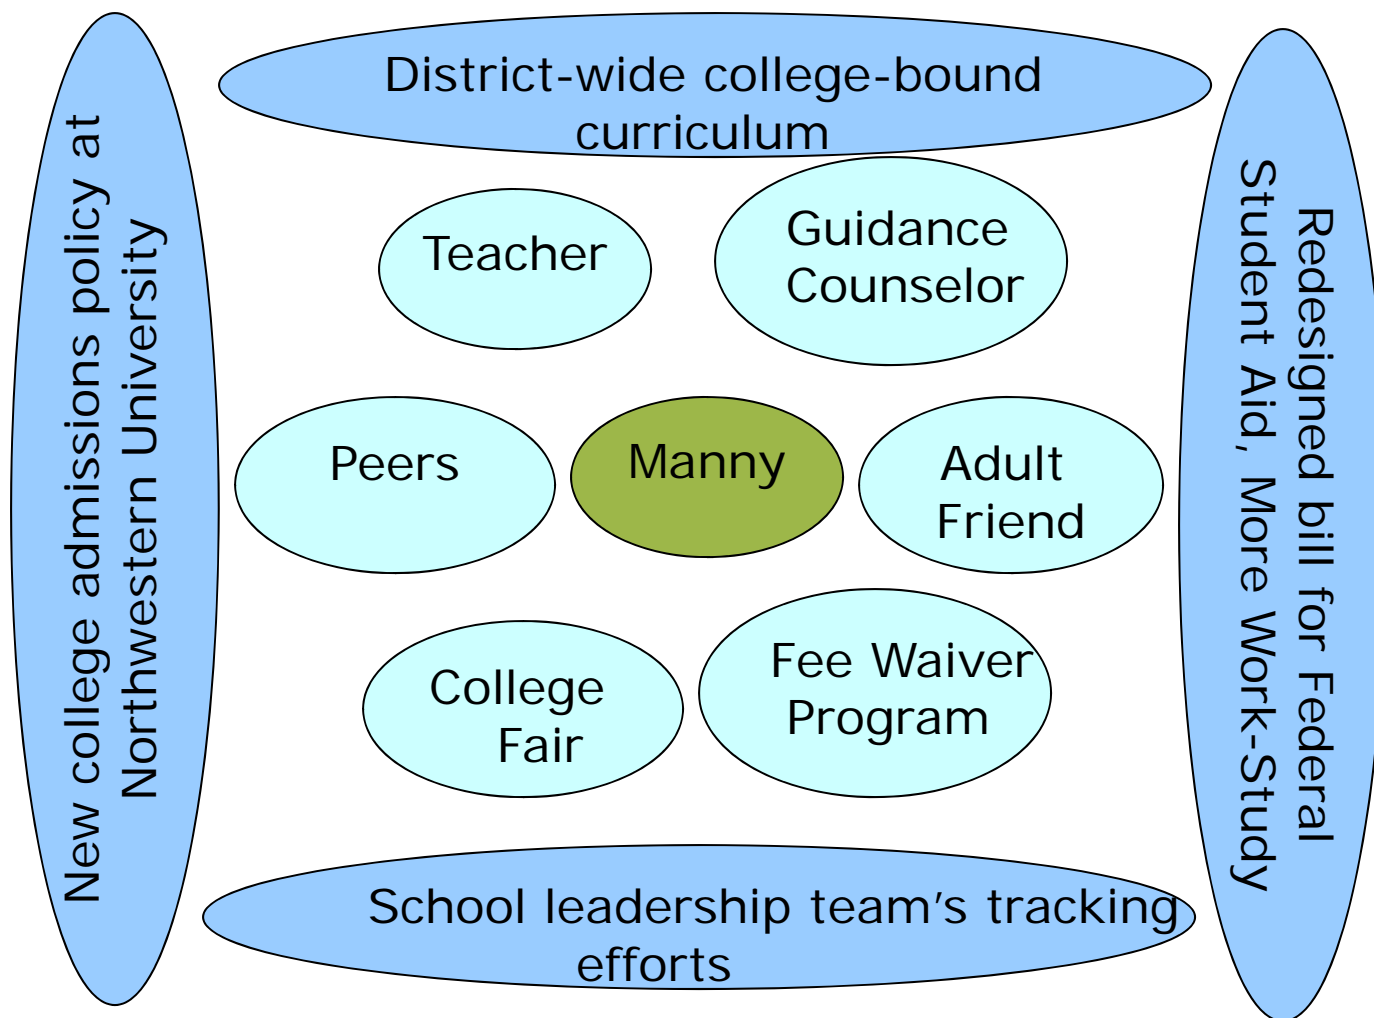 District-wide college-bound
curriculum
New college admissions policy at
Northwestern University
Teacher
Guidance
Counselor
Peers
Manny
Adult
Friend
College
Fair
Fee Waiver
Program
Redesigned bill for Federal
Student Aid, More Work-Study
School leadership team’s tracking
efforts